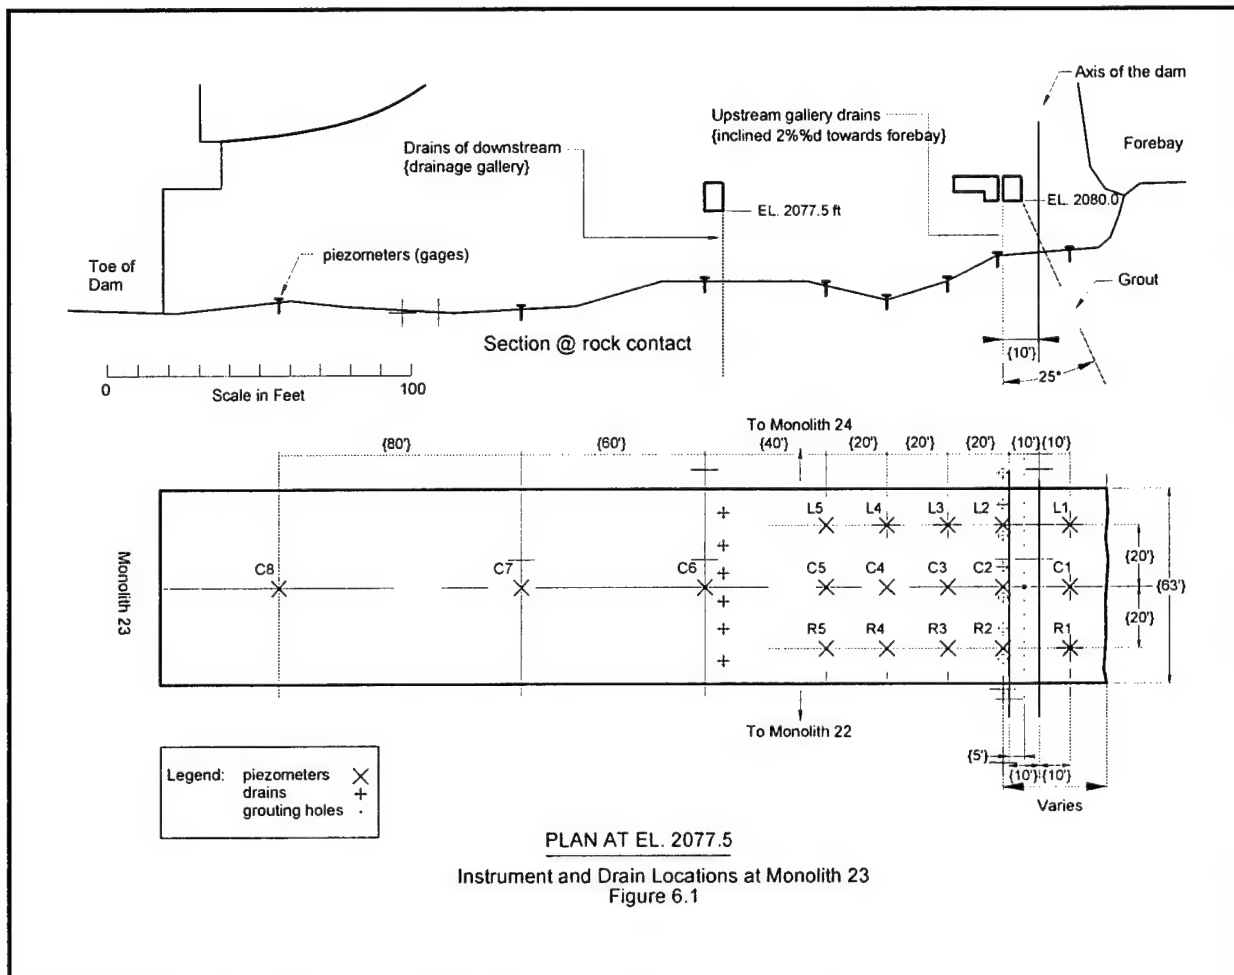 Axis of the dam
Upstream gallery drains
{inclined 2%%d towards forebay}
Forebay
Drains of downstream
{drainage gallery}
EL. 2077.5 ft
EL. 2080.0
piezometers (gages)
Toe of
Dam
Grout
Section @ rock contact
{10'}
25°
0
100
Scale in Feet
To Monolith 24
{80'}
{60'}
{40'}
{20'}
{20'}
{20'}
{10'}
{10'}
L5
L4
L3
L2
L1
{20'}
C8
C7
C6
C5
C4
C3
C2
C1
{63'}
Monolith 23
{20'}
R5
R4
R3
R2
R1
To Monolith 22
{5'}
{10'}
{10'}
Varies
Legend: piezometers
drains
grouting holes
PLAN AT EL. 2077.5
Instrument and Drain Locations at Monolith 23
Figure 6.1